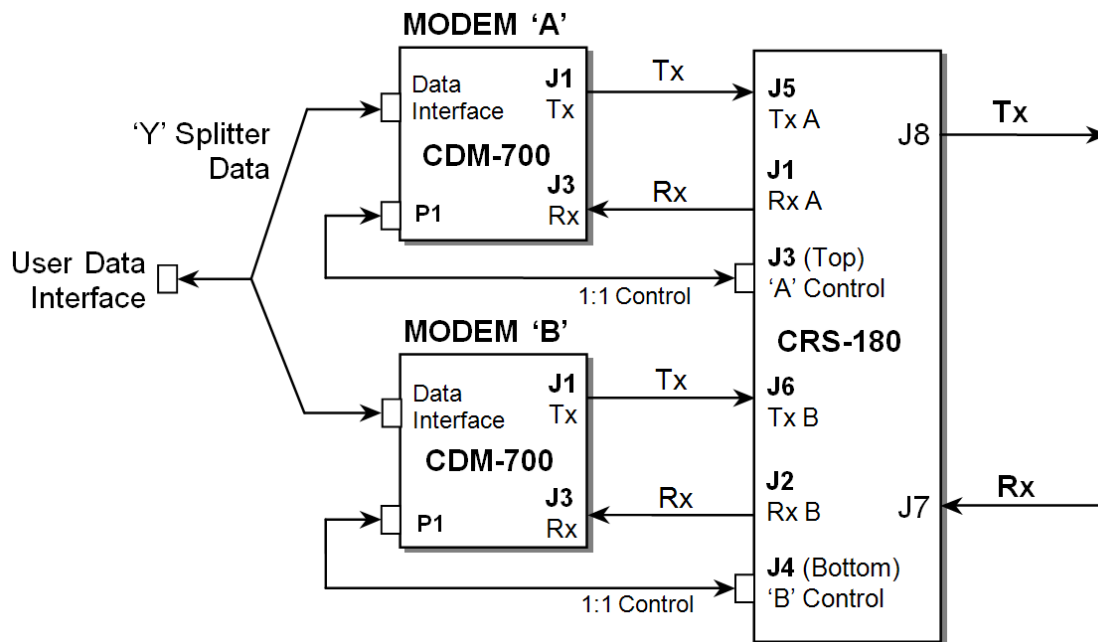 MODEM ‘A’
Data
Interface
J1
Tx
CDM-700
J3
Rx
P1
Tx
Rx
1:1 Control
‘Y’ Splitter
Data
User Data
Interface
MODEM ‘B’
Data
Interface
J1
Tx
CDM-700
J3
Rx
P1
Tx
Rx
1:1 Control
J5
Tx A
J1
Rx A
J3 (Top)
‘A’ Control
CRS-180
J6
Tx B
J2
Rx B
J4 (Bottom)
‘B’ Control
J8
Tx
J7
Rx